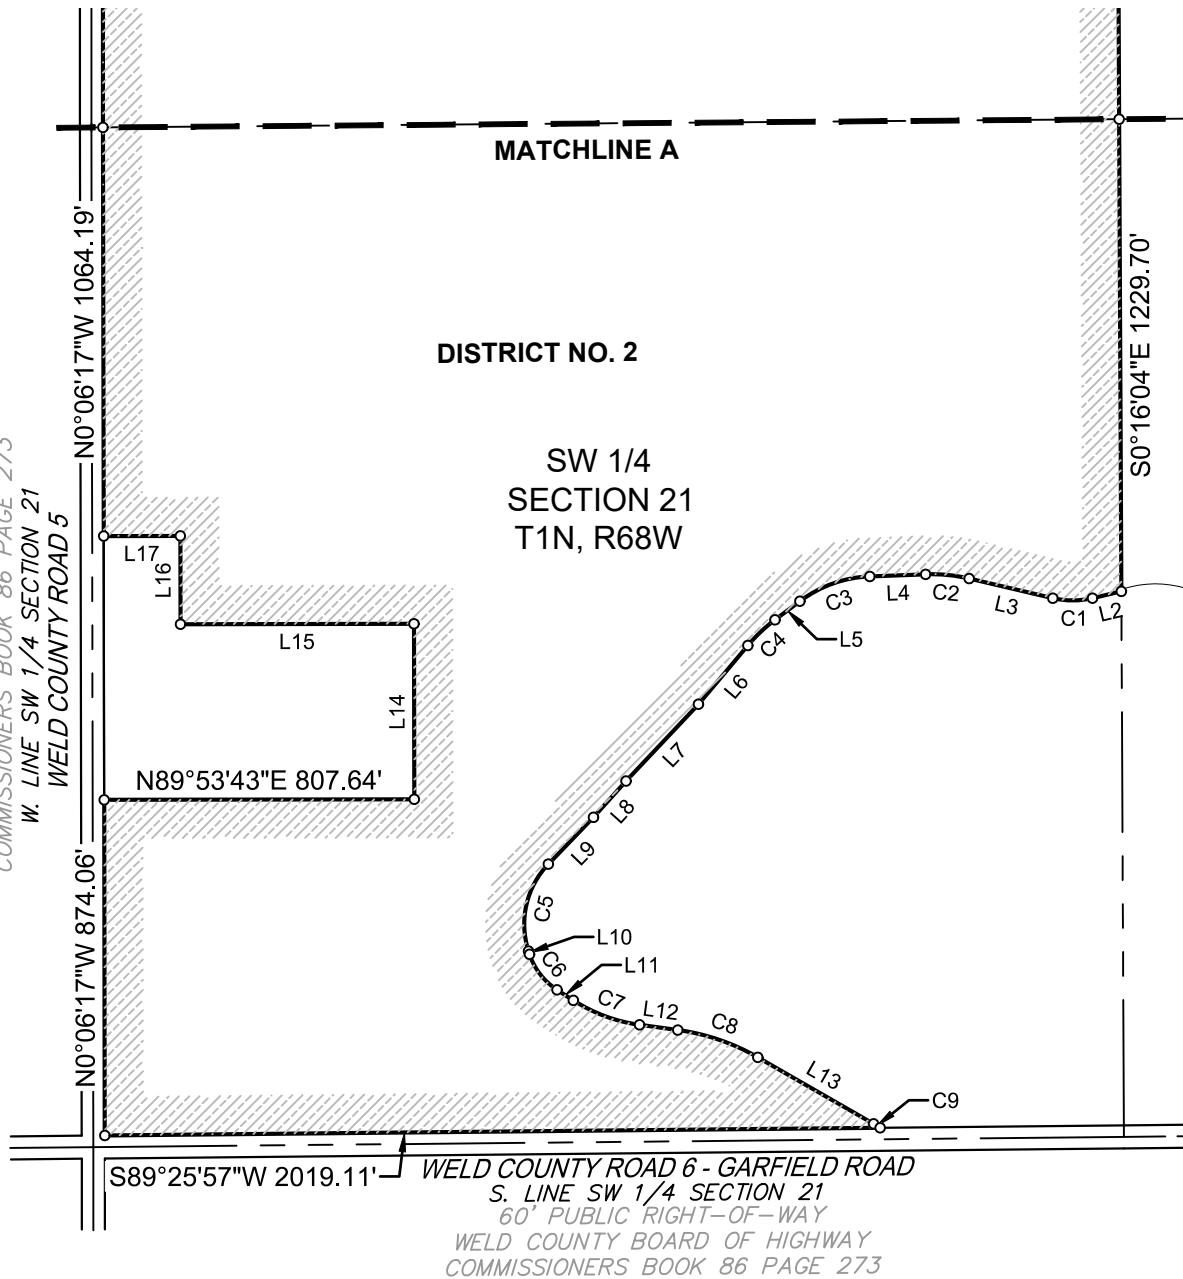 MATCHLINE A
N0°06'17"W 1064.19'
S0°16'04"E 1229.70'
DISTRICT NO. 2
SW 1/4
SECTION 21
T1N, R68W
COMMISSIONERS BOOK 86 PAGE 273
W. LINE SW 1/4 SECTION 21
WELD COUNTY ROAD 5
L17
L16
L15
L14
N89°53'43"E 807.64'
C3
L4
C2
L3
C1
L2
C4
L5
L6
L7
L8
L9
C5
L10
C6
L11
C7
L12
C8
L13
C9
N0°06'17"W 874.06'
S89°25'57"W 2019.11'
WELD COUNTY ROAD 6 - GARFIELD ROAD
S. LINE SW 1/4 SECTION 21
60' PUBLIC RIGHT-OF-WAY
WELD COUNTY BOARD OF HIGHWAY
COMMISSIONERS BOOK 86 PAGE 273